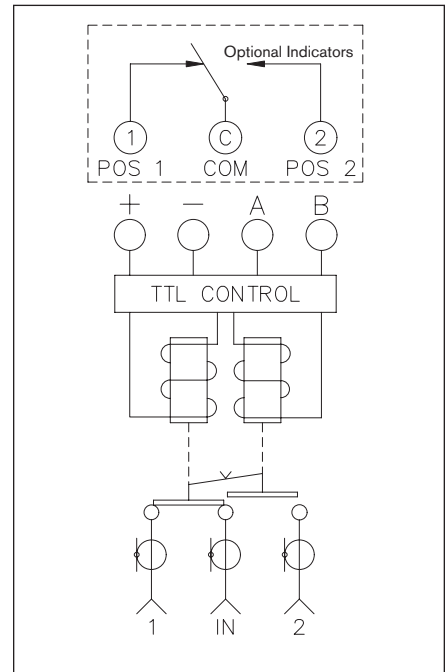 Optional Indicators
1 C 2
POS 1 COM POS 2
+ − A B
TTL CONTROL
1 IN 2